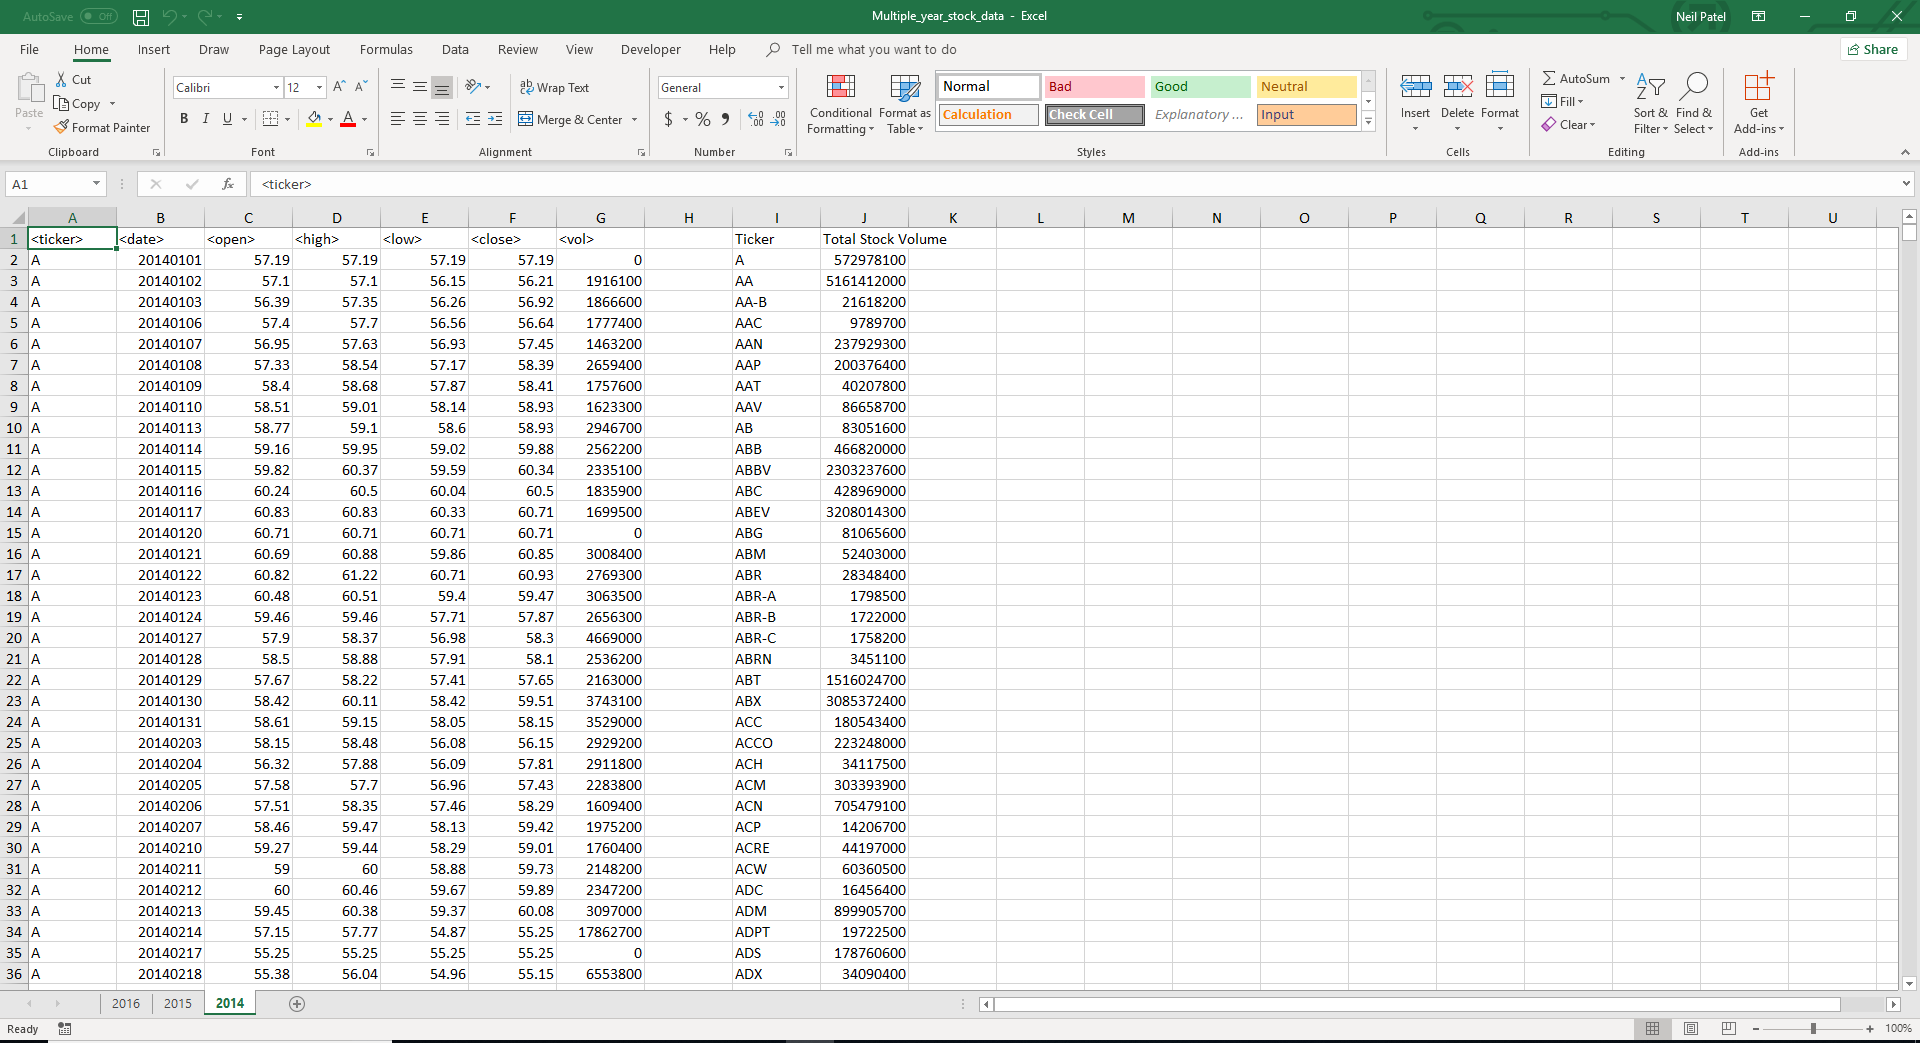 AutoSave Off Multiple_year_stock_data - Excel Neil Patel
File Home Insert Draw Page Layout Formulas Data Review View Developer Help Tell me what you want to do Share
Paste
Cut
Copy
Format Painter
Clipboard
Calibri 12
B I U
Font
Wrap Text
Merge & Center
Alignment
General
$ % 9
Number
Conditional Formatting
Format as Table
Normal Bad Good Neutral
Calculation Check Cell Explanatory ... Input
Styles
Insert Delete Format
Cells
AutoSum
Fill
Clear
Sort & Filter
Find & Select
Editing
Get Add-ins
Add-ins
A1 fx <ticker>
A B C D E F G H I J K L M N O P Q R S T U
1 <ticker> <date> <open> <high> <low> <close> <vol> Ticker Total Stock Volume
2 A 20140101 57.19 57.19 57.19 57.19 0 A 572978100
3 A 20140102 57.1 57.1 56.15 56.21 1916100 AA 5161412000
4 A 20140103 56.39 57.35 56.26 56.92 1866600 AA-B 21618200
5 A 20140106 57.4 57.7 56.56 56.64 1777400 AAC 9789700
6 A 20140107 56.95 57.63 56.93 57.45 1463200 AAN 237929300
7 A 20140108 57.33 58.54 57.17 58.39 2659400 AAP 200376400
8 A 20140109 58.4 58.68 57.87 58.41 1757600 AAT 40207800
9 A 20140110 58.51 59.01 58.14 58.93 1623300 AAV 86658700
10 A 20140113 58.77 59.1 58.6 58.93 2946700 AB 83051600
11 A 20140114 59.16 59.95 59.02 59.88 2562200 ABB 466820000
12 A 20140115 59.82 60.37 59.59 60.34 2335100 ABBV 2303237600
13 A 20140116 60.24 60.5 60.04 60.5 1835900 ABC 428969000
14 A 20140117 60.83 60.83 60.33 60.71 1699500 ABEV 3208014300
15 A 20140120 60.71 60.71 60.71 60.71 0 ABG 81065600
16 A 20140121 60.69 60.88 59.86 60.85 3008400 ABM 52403000
17 A 20140122 60.82 61.22 60.71 60.93 2769300 ABR 28348400
18 A 20140123 60.48 60.51 59.4 59.47 3063500 ABR-A 1798500
19 A 20140124 59.46 59.46 57.71 57.87 2656300 ABR-B 1722000
20 A 20140127 57.9 58.37 56.98 58.3 4669000 ABR-C 1758200
21 A 20140128 58.5 58.88 57.91 58.1 2536200 ABRN 3451100
22 A 20140129 57.67 58.22 57.41 57.65 2163000 ABT 1516024700
23 A 20140130 58.42 60.11 58.42 59.51 3743100 ABX 3085372400
24 A 20140131 58.61 59.15 58.05 58.15 3529000 ACC 180543400
25 A 20140203 58.15 58.48 56.08 56.15 2929200 ACCO 223248000
26 A 20140204 56.32 57.88 56.09 57.81 2911800 ACH 34117500
27 A 20140205 57.58 57.7 56.96 57.43 2283800 ACM 303393900
28 A 20140206 57.51 58.35 57.46 58.29 1609400 ACN 705479100
29 A 20140207 58.46 59.47 58.13 59.42 1975200 ACP 14206700
30 A 20140210 59.27 59.44 58.29 59.01 1760400 ACRE 44197000
31 A 20140211 59 60 58.88 59.73 2148200 ACW 60360500
32 A 20140212 60 60.46 59.67 59.89 2347200 ADC 16456400
33 A 20140213 59.45 60.38 59.37 60.08 3097000 ADM 899905700
34 A 20140214 57.15 57.77 54.87 55.25 17862700 ADPT 19722500
35 A 20140217 55.25 55.25 55.25 55.25 0 ADS 178760600
36 A 20140218 55.38 56.04 54.96 55.15 6553800 ADX 34090400
2016 2015 2014
Ready 100%